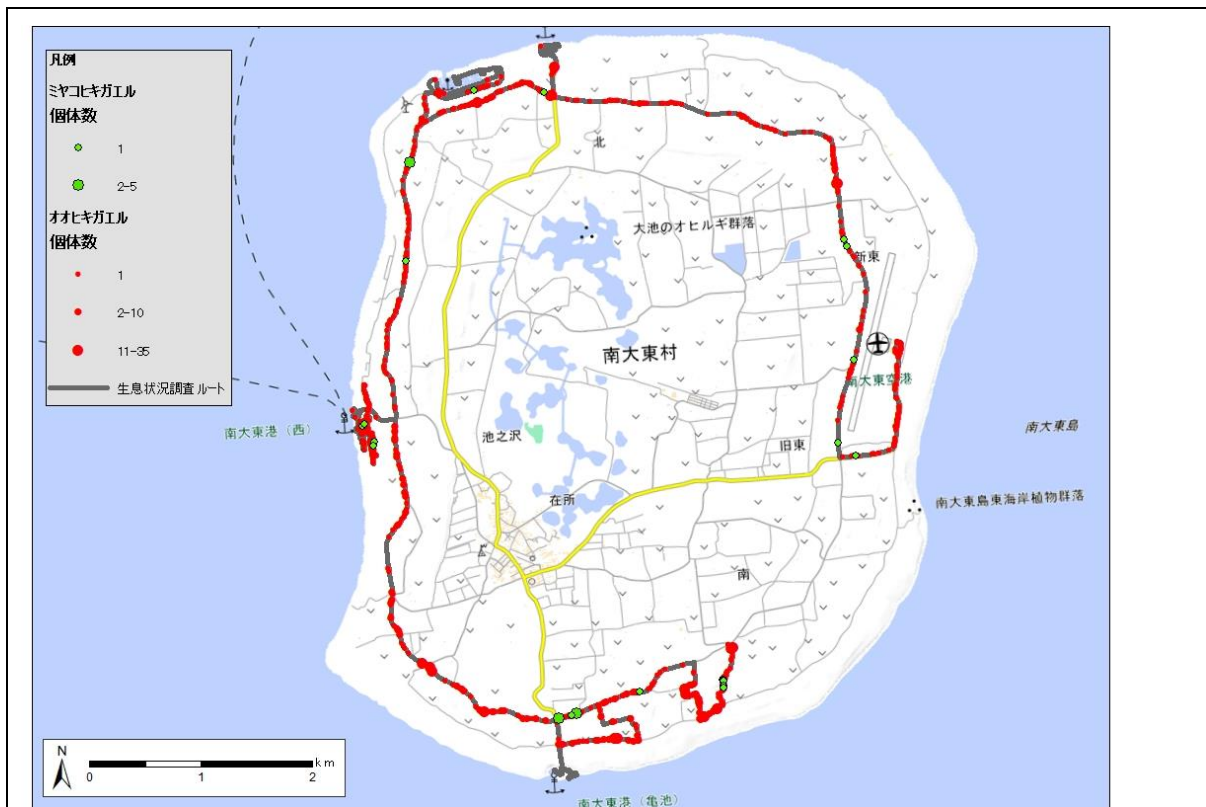 凡例
ミヤコヒキガエル
個体数
1
2-5
オオヒキガエル
個体数
1
2-10
11-35
生息状況調査ルート
北
大池のオヒルギ群落
新東
南大東村
南大東空港
南大東港（西）
池之沢
旧東
南大東島
在所
南大東島東海岸植物群落
南
N
0 1 2 km
南大東港（亀池）